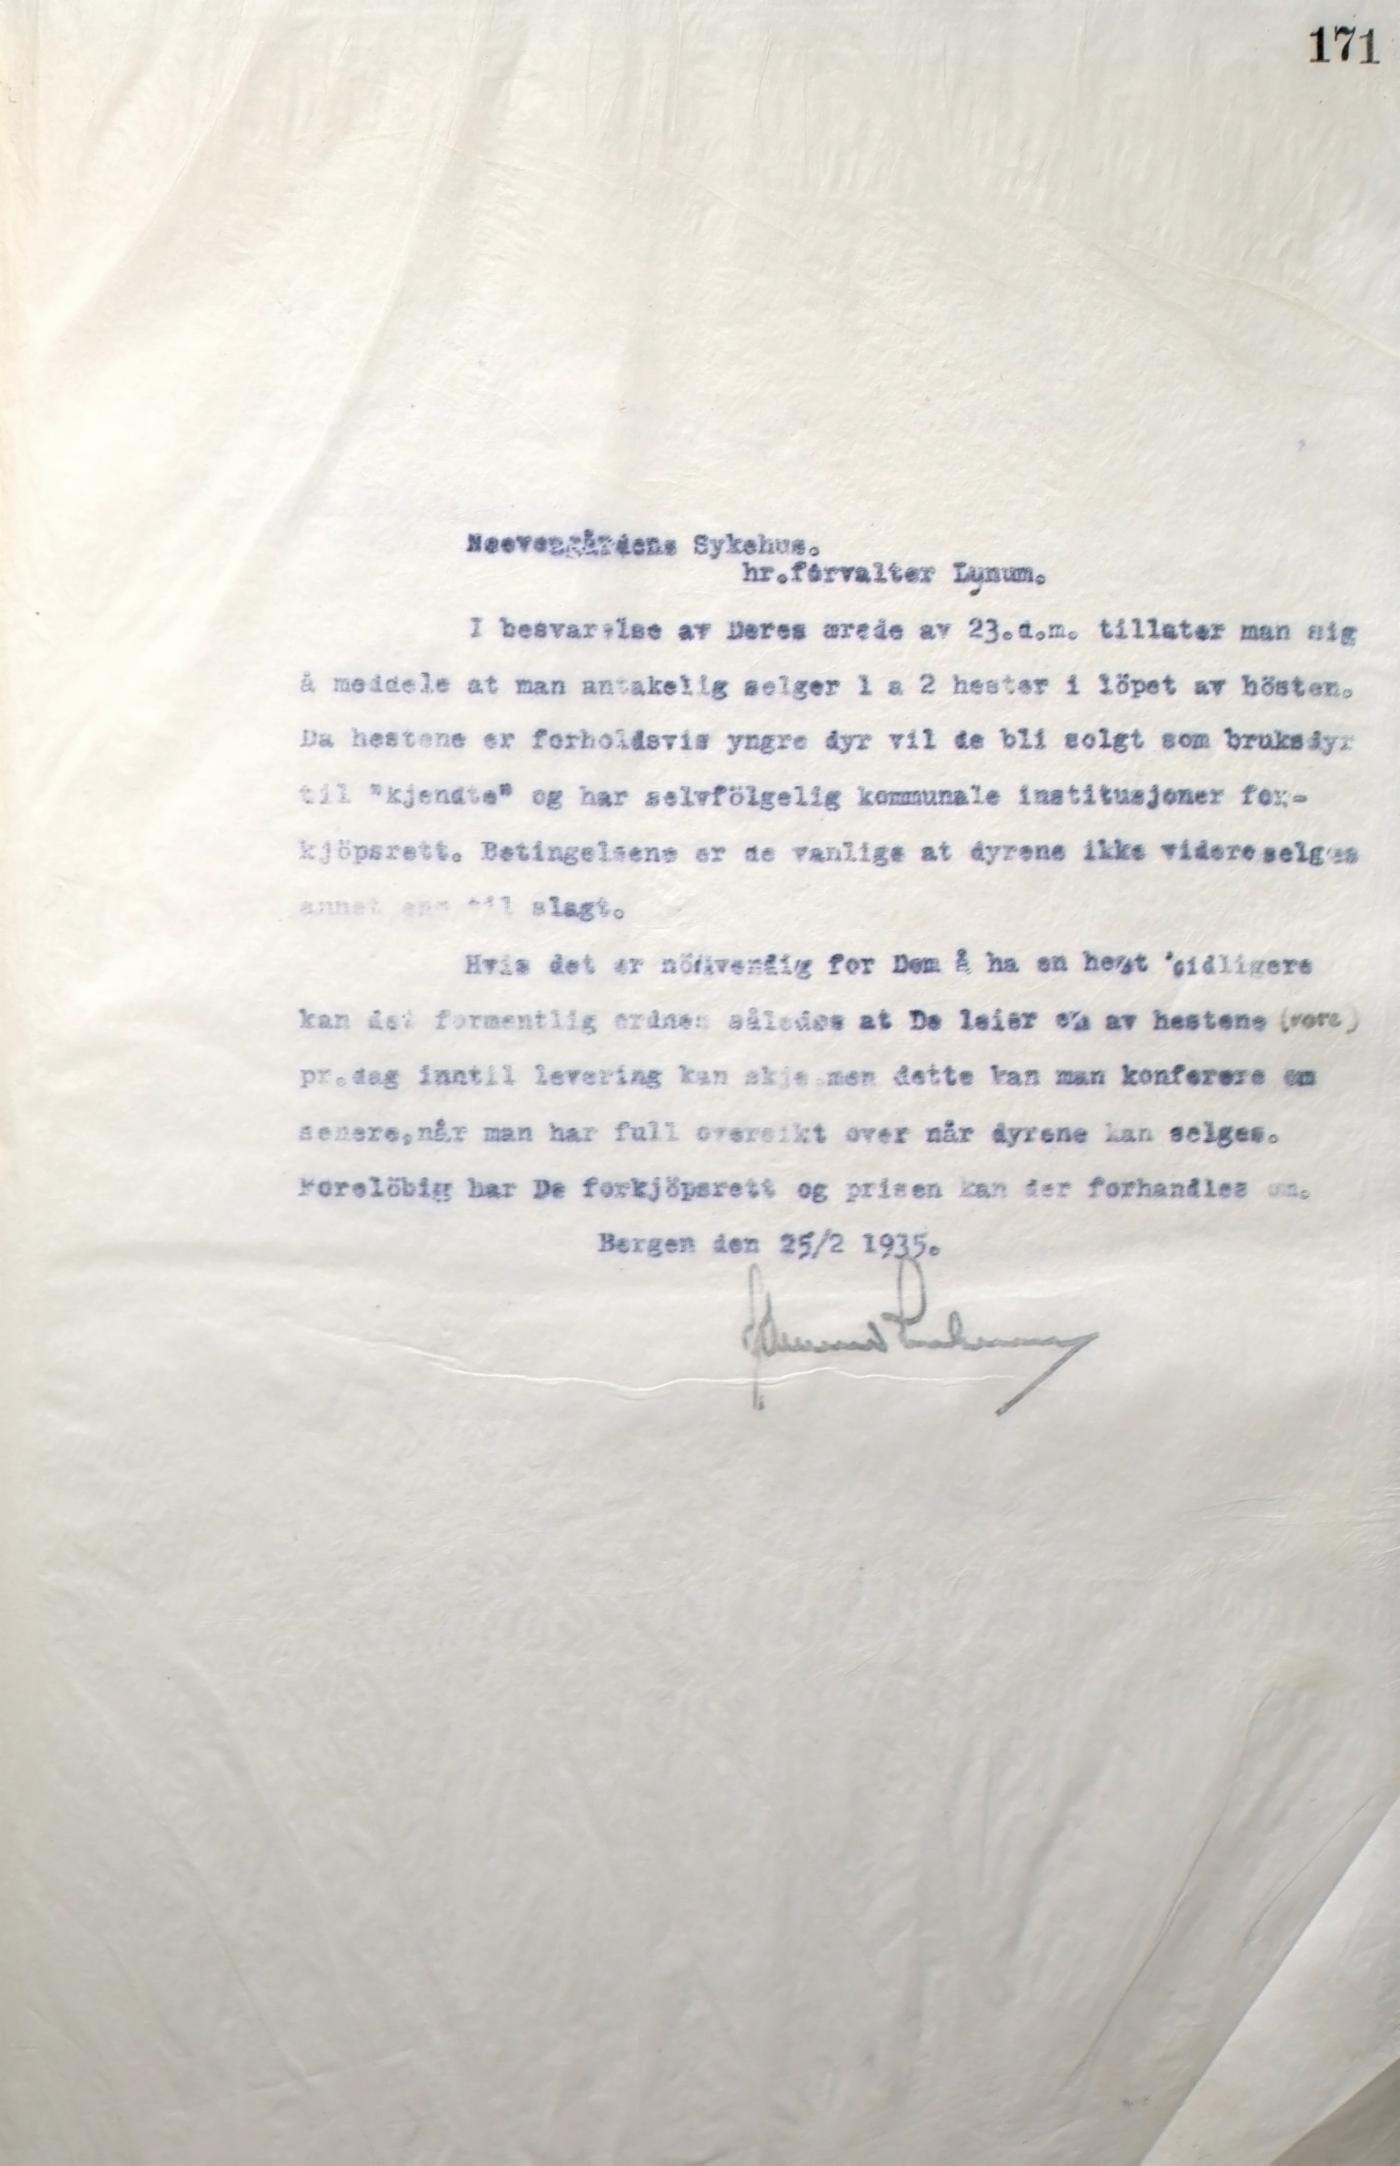 171
Neevengårdens Sykehus.
hr.forvalter Lynum.
I besvarelse av Deres ærede av 23.d.m. tillater man sig
å meddele at man antakelig selger 1 a 2 hester i löpet av hösten.
Da hestene er forholdsvis yngre dyr vil de bli solgt som bruksdyr
til "kjendte" og har selvfölgelig kommunale institusjoner for-
kjöpsrett. Betingelsene er de vanlige at dyrene ikke videreselges
annet enn til slagt.
Hvis det er nödvendig for Dem å ha en hest tidligere
kan det formentlig ordnes således at De leier en av hestene (vore)
pr.dag inntil levering kan skje men dette kan man konferere om
senere,når man har full oversikt over når dyrene kan selges.
Forelöbig har De forkjöpsrett og prisen kan der forhandles om.
Bergen den 25/2 1935.